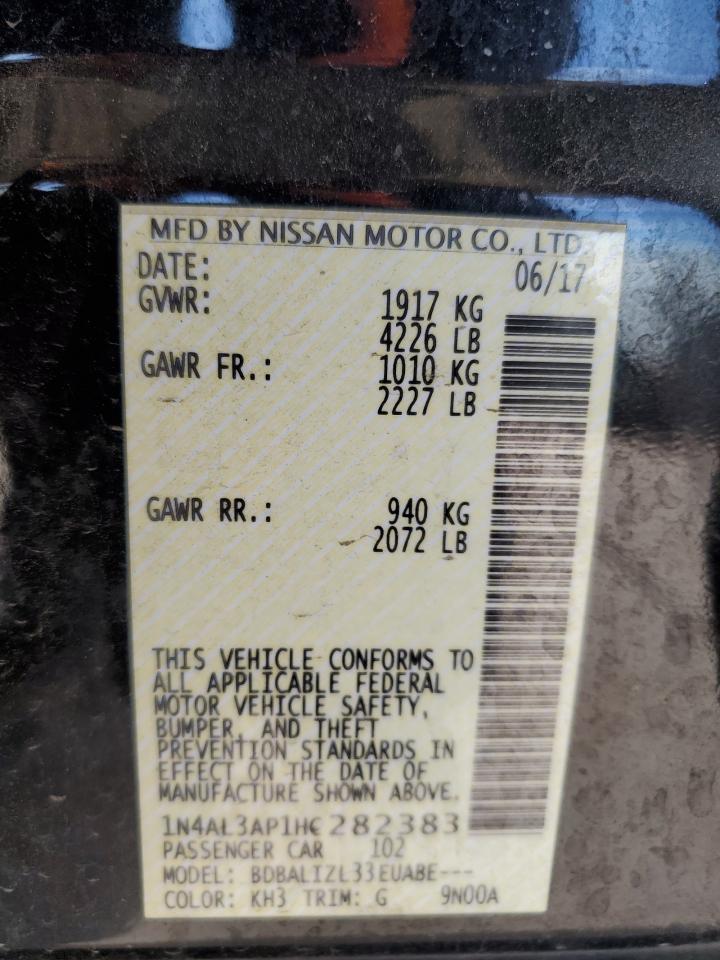 MFD BY NISSAN MOTOR CO., LTD.
DATE: 06/17
GVWR: 1917 KG
4226 LB
GAWR FR.: 1010 KG
2227 LB
GAWR RR.: 940 KG
2072 LB
THIS VEHICLE CONFORMS TO
ALL APPLICABLE FEDERAL
MOTOR VEHICLE SAFETY,
BUMPER, AND THEFT
PREVENTION STANDARDS IN
EFFECT ON THE DATE OF
MANUFACTURE SHOWN ABOVE.
1N4AL3AP1HC282383
PASSENGER CAR 102
MODEL: BDBALIZL33EUABE---
COLOR: KH3 TRIM: G 9N00A